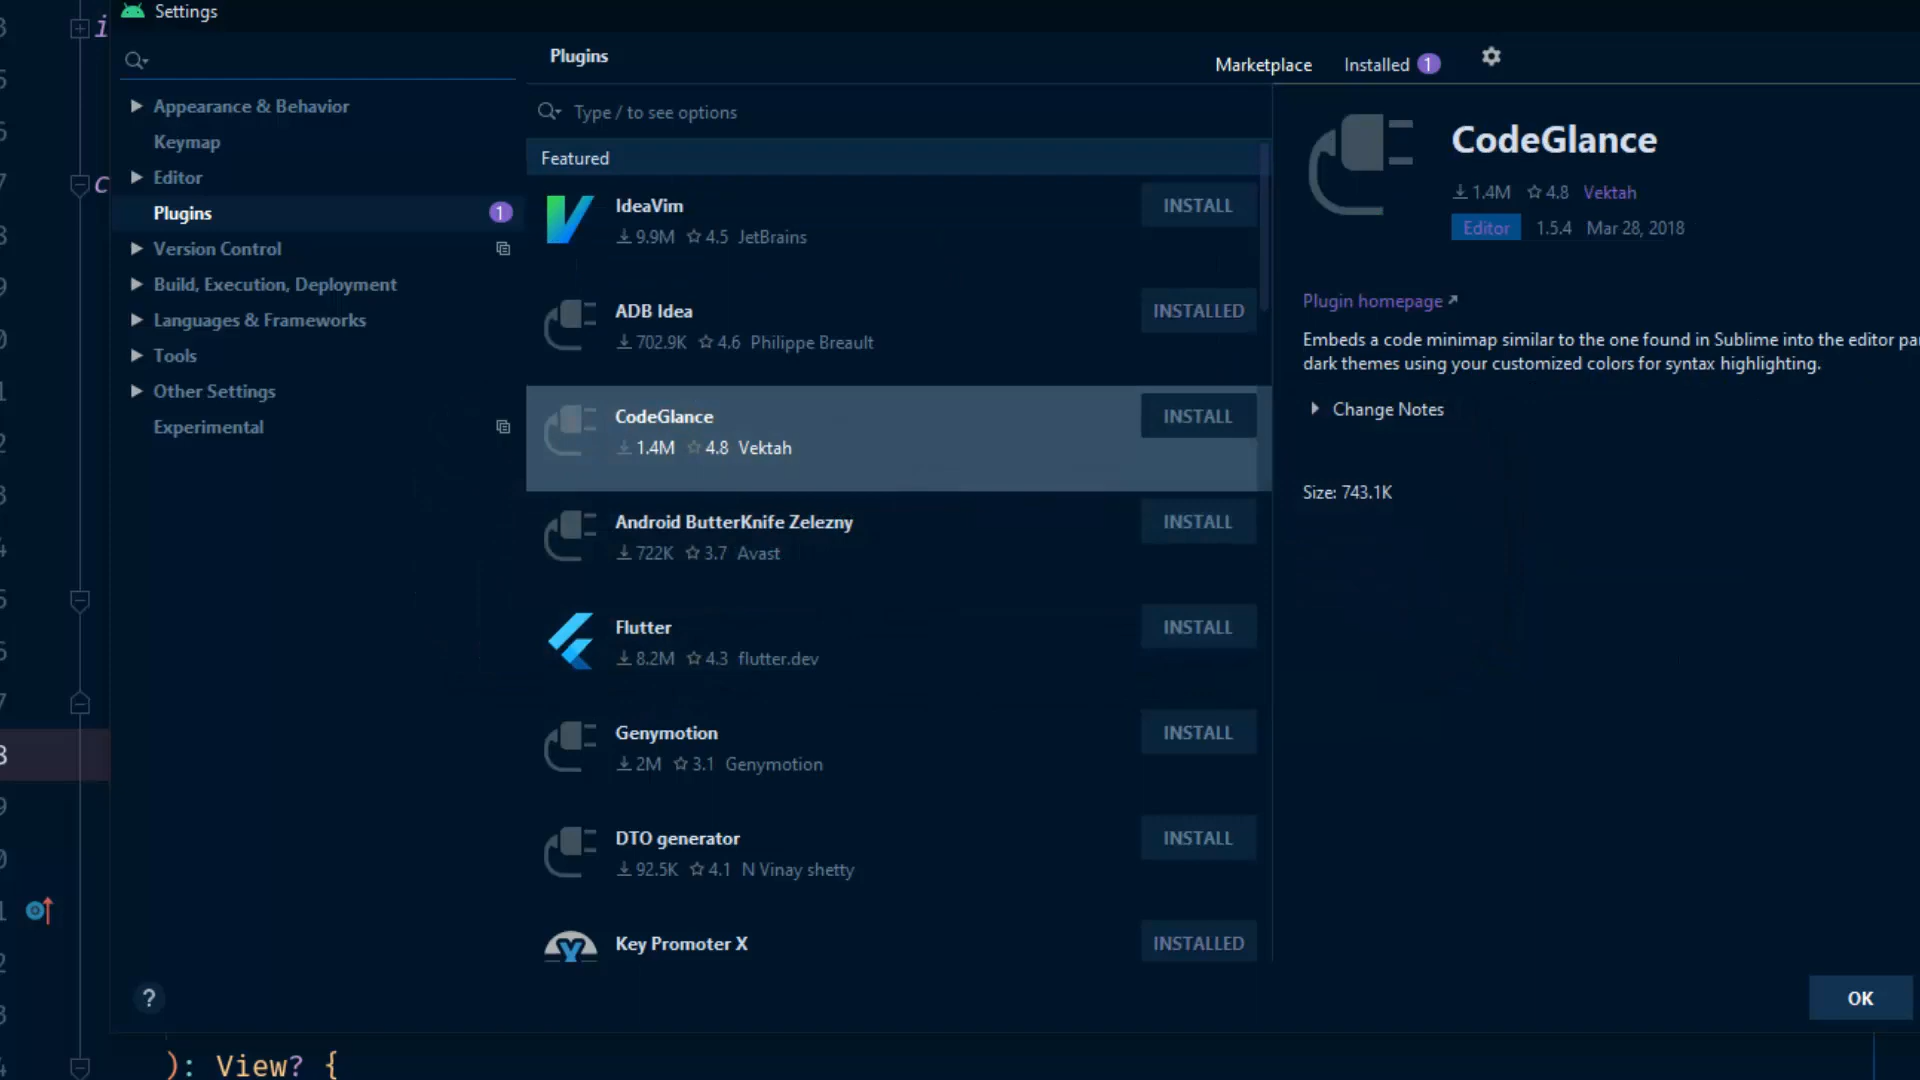 Settings
Plugins
Marketplace
Installed 1
Type / to see options
Appearance & Behavior
Keymap
Editor
Plugins 1
Version Control
Build, Execution, Deployment
Languages & Frameworks
Tools
Other Settings
Experimental
Featured
IdeaVim
9.9M 4.5 JetBrains
INSTALL
ADB Idea
702.9K 4.6 Philippe Breault
INSTALLED
CodeGlance
1.4M 4.8 Vektah
INSTALL
Android ButterKnife Zelezny
722K 3.7 Avast
INSTALL
Flutter
8.2M 4.3 flutter.dev
INSTALL
Genymotion
2M 3.1 Genymotion
INSTALL
DTO generator
92.5K 4.1 N Vinay shetty
INSTALL
Key Promoter X
INSTALLED
CodeGlance
1.4M 4.8 Vektah
Editor 1.5.4 Mar 28, 2018
Plugin homepage
Embeds a code minimap similar to the one found in Sublime into the editor pa
dark themes using your customized colors for syntax highlighting.
Change Notes
Size: 743.1K
?
OK
): View? {